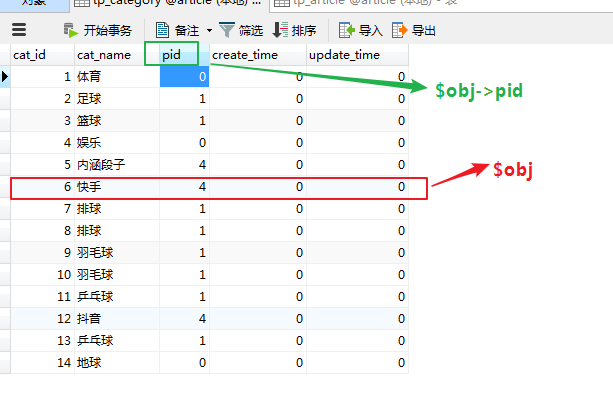 对象 tp_category @article (本地) ... tp_article @article (本地) - 表
开始事务 备注 筛选 排序 导入 导出
cat_id cat_name pid create_time update_time
1 体育 0 0 0
2 足球 1 0 0
3 篮球 1 0 0
4 娱乐 0 0 0
5 内涵段子 4 0 0
6 快手 4 0 0
7 排球 1 0 0
8 排球 1 0 0
9 羽毛球 1 0 0
10 羽毛球 1 0 0
11 乒乓球 1 0 0
12 抖音 4 0 0
13 乒乓球 1 0 0
14 地球 0 0 0
$obj->pid
$obj